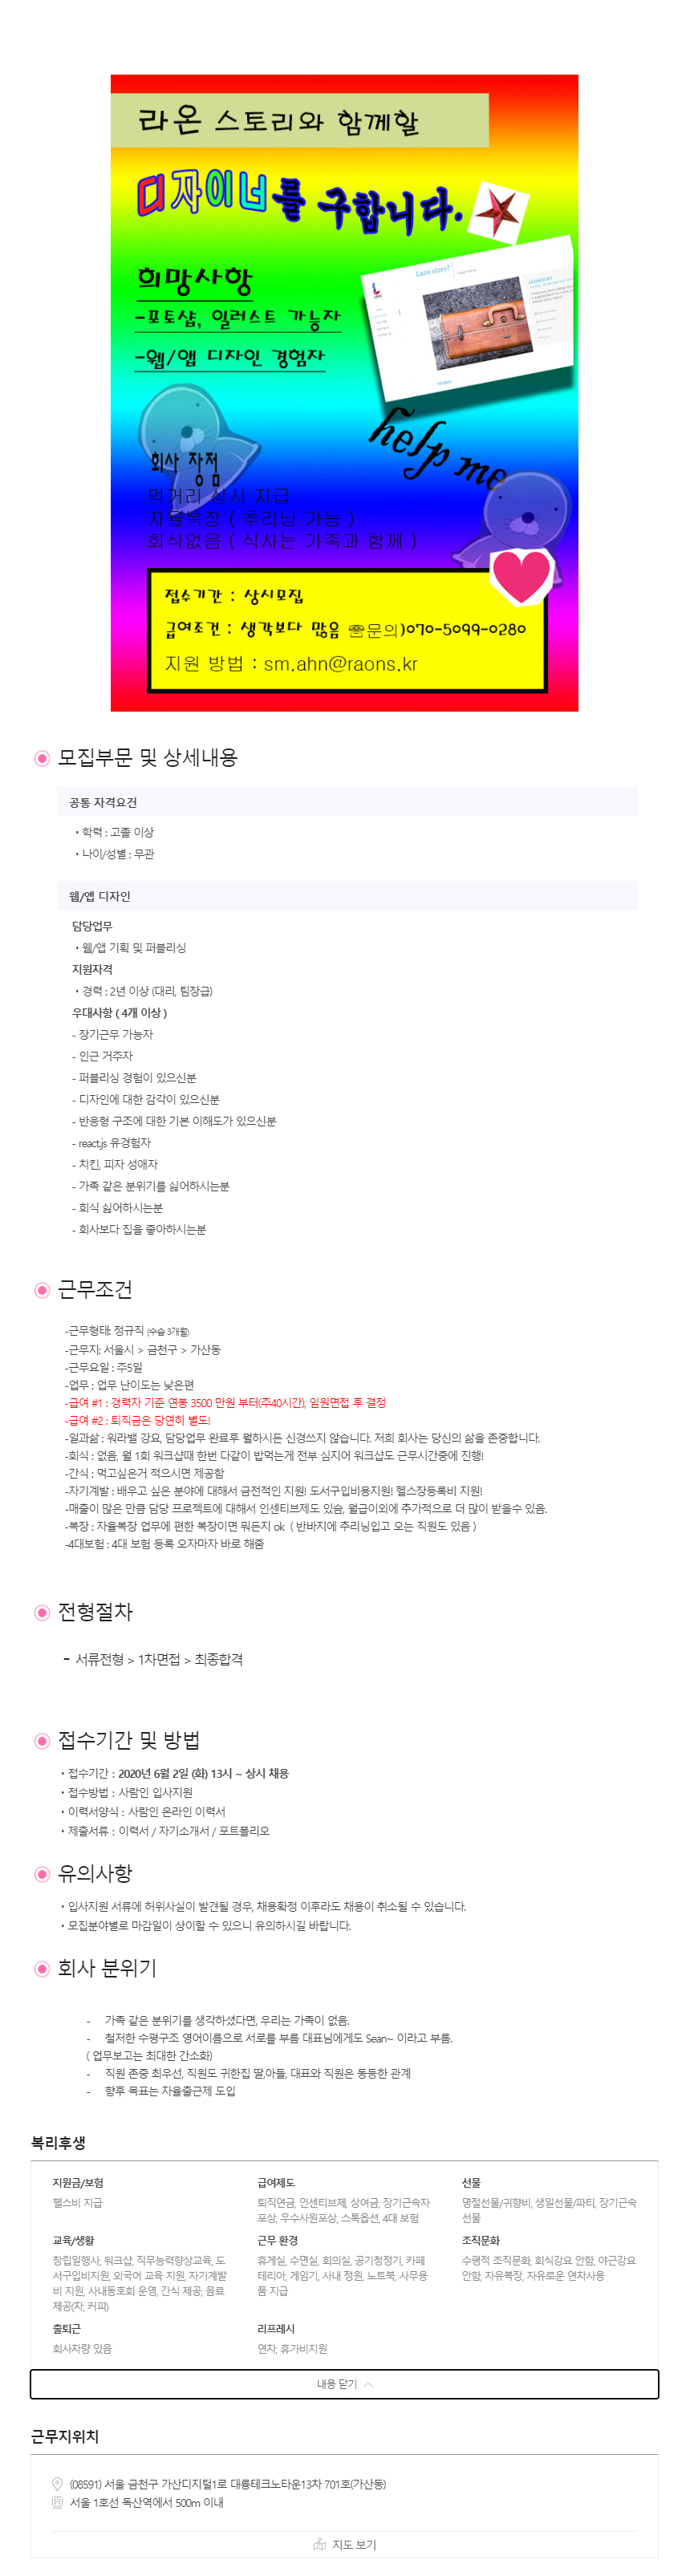 라온 스토리와 함께할
디자이너를 구합니다.
희망사항
-포토샵, 일러스트 가능자
-웹/앱 디자인 경험자
Laon story?
help me
회사 장점
먹거리 상시 지급
자율복장 ( 추리닝 가능 )
회식없음 ( 식사는 가족과 함께 )
접수기간 : 상시모집
급여조건 : 생각보다 많음 ☏문의)070-5099-0280
지원 방법 : sm.ahn@raons.kr
모집부문 및 상세내용
공통 자격요건
• 학력 : 고졸 이상
• 나이/성별 : 무관
웹/앱 디자인
담당업무
• 웹/앱 기획 및 퍼블리싱
지원자격
• 경력 : 2년 이상 (대리, 팀장급)
우대사항 ( 4개 이상 )
- 장기근무 가능자
- 인근 거주자
- 퍼블리싱 경험이 있으신분
- 디자인에 대한 감각이 있으신분
- 반응형 구조에 대한 기본 이해도가 있으신분
- react.js 유경험자
- 치킨, 피자 성애자
- 가족 같은 분위기를 싫어하시는분
- 회식 싫어하시는분
- 회사보다 집을 좋아하시는분
근무조건
-근무형태: 정규직 (수습 3개월)
-근무지: 서울시 > 금천구 > 가산동
-근무요일 : 주5일
-업무 : 업무 난이도는 낮은편
-급여 #1 : 경력자 기준 연봉 3500 만원 부터(주40시간), 임원면접 후 결정
-급여 #2 : 퇴직금은 당연히 별도!
-일과삶 : 워라밸 강요, 담당업무 완료후 뭘하시든 신경쓰지 않습니다. 저희 회사는 당신의 삶을 존중합니다.
-회식 : 없음, 월 1회 워크샵때 한번 다같이 밥먹는게 전부 심지어 워크샵도 근무시간중에 진행!
-간식 : 먹고싶은거 적으시면 제공함
-자기계발 : 배우고 싶은 분야에 대해서 금전적인 지원! 도서구입비용지원! 헬스장등록비 지원!
-매출이 많은 만큼 담당 프로젝트에 대해서 인센티브제도 있슴, 월급이외에 추가적으로 더 많이 받을수 있음.
-복장 : 자율복장 업무에 편한 복장이면 뭐든지 ok ( 반바지에 추리닝입고 오는 직원도 있음 )
-4대보험 : 4대 보험 등록 오자마자 바로 해줌
전형절차
- 서류전형 > 1차면접 > 최종합격
접수기간 및 방법
• 접수기간 : 2020년 6월 2일 (화) 13시 ~ 상시 채용
• 접수방법 : 사람인 입사지원
• 이력서양식 : 사람인 온라인 이력서
• 제출서류 : 이력서 / 자기소개서 / 포트폴리오
유의사항
• 입사지원 서류에 허위사실이 발견될 경우, 채용확정 이후라도 채용이 취소될 수 있습니다.
• 모집분야별로 마감일이 상이할 수 있으니 유의하시길 바랍니다.
회사 분위기
- 가족 같은 분위기를 생각하셨다면, 우리는 가족이 없음.
- 철저한 수평구조 영어이름으로 서로를 부름 대표님에게도 Sean~ 이라고 부름.
( 업무보고는 최대한 간소화)
- 직원 존중 최우선, 직원도 귀한집 딸,아들, 대표와 직원은 동등한 관계
- 향후 목표는 자율출근제 도입
복리후생
지원금/보험
헬스비 지급
급여제도
퇴직연금, 인센티브제, 상여금, 장기근속자
포상, 우수사원포상, 스톡옵션, 4대 보험
선물
명절선물/귀향비, 생일선물/파티, 장기근속
선물
교육/생활
창립일행사, 워크샵, 직무능력향상교육, 도
서구입비지원, 외국어 교육 지원, 자기계발
비 지원, 사내동호회 운영, 간식 제공, 음료
제공(차, 커피)
근무 환경
휴게실, 수면실, 회의실, 공기청정기, 카페
테리아, 게임기, 사내 정원, 노트북, 사무용
품 지급
조직문화
수평적 조직문화, 회식강요 안함, 야근강요
안함, 자유복장, 자유로운 연차사용
출퇴근
회사차량 있음
리프레시
연차, 휴가비지원
내용 닫기
근무지위치
(08591) 서울 금천구 가산디지털1로 대륭테크노타운13차 701호(가산동)
서울 1호선 독산역에서 500m 이내
지도 보기